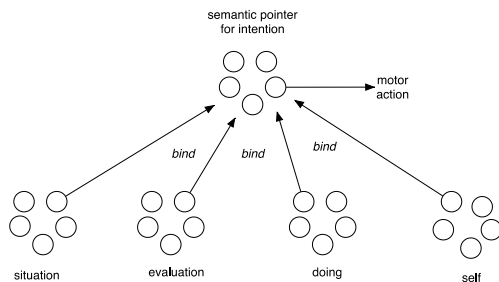 semantic pointer
for intention
motor
action
bind
bind
bind
situation
evaluation
doing
self